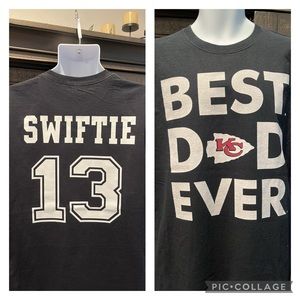 SWIFTIE
13
BEST
D KC D
EVER
PIC•COLLAGE